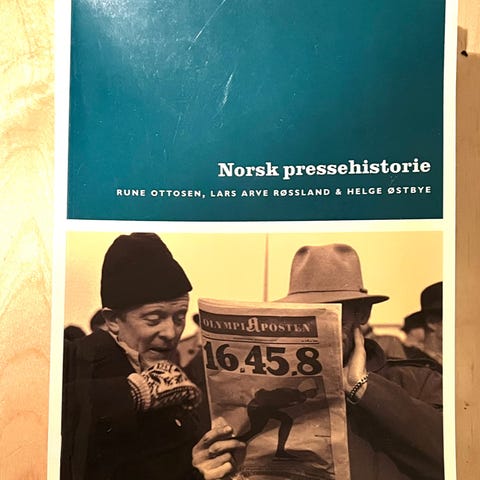 Norsk pressehistorie
RUNE OTTOSEN, LARS ARVE RØSSLAND & HELGE ØSTBYE
OLYMPIAPOSTEN
16.45.8